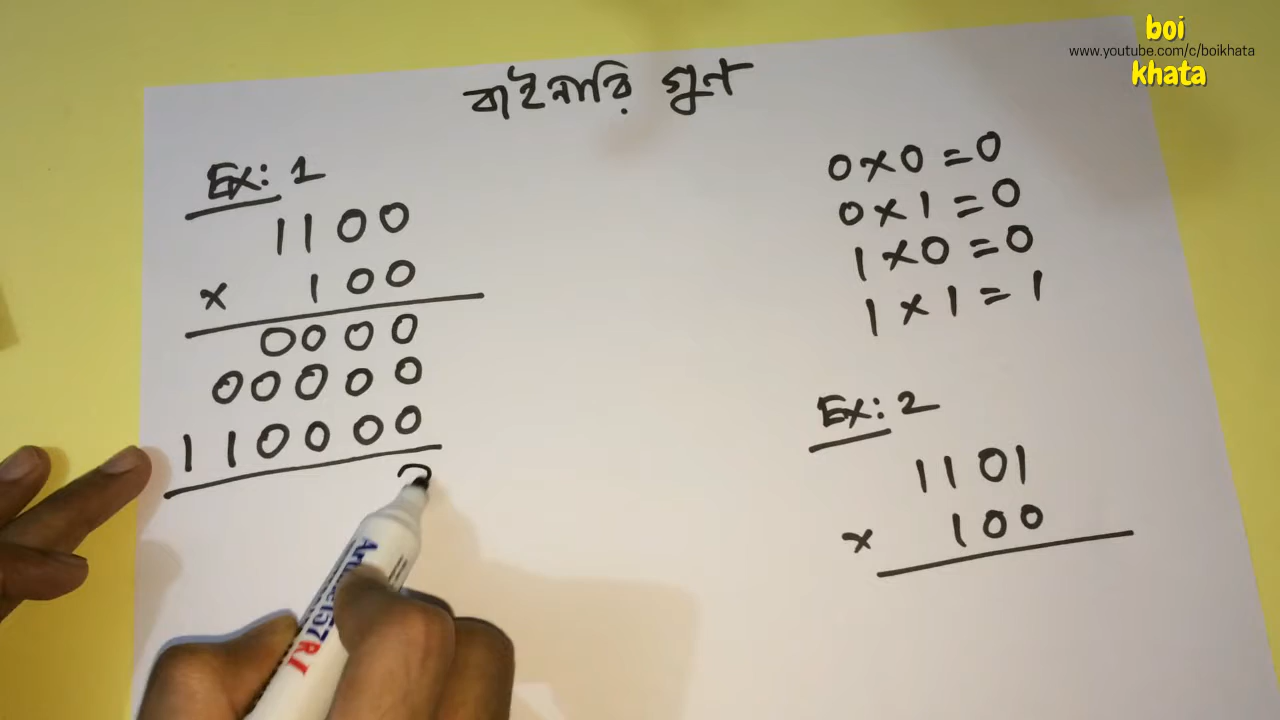 boi
www.youtube.com/c/boikhata
khata
বাইনারি গুণ
Ex: 1
1100
× 100
0000
00000
110000
0×0=0
0×1=0
1×0=0
1×1=1
Ex: 2
1101
× 100